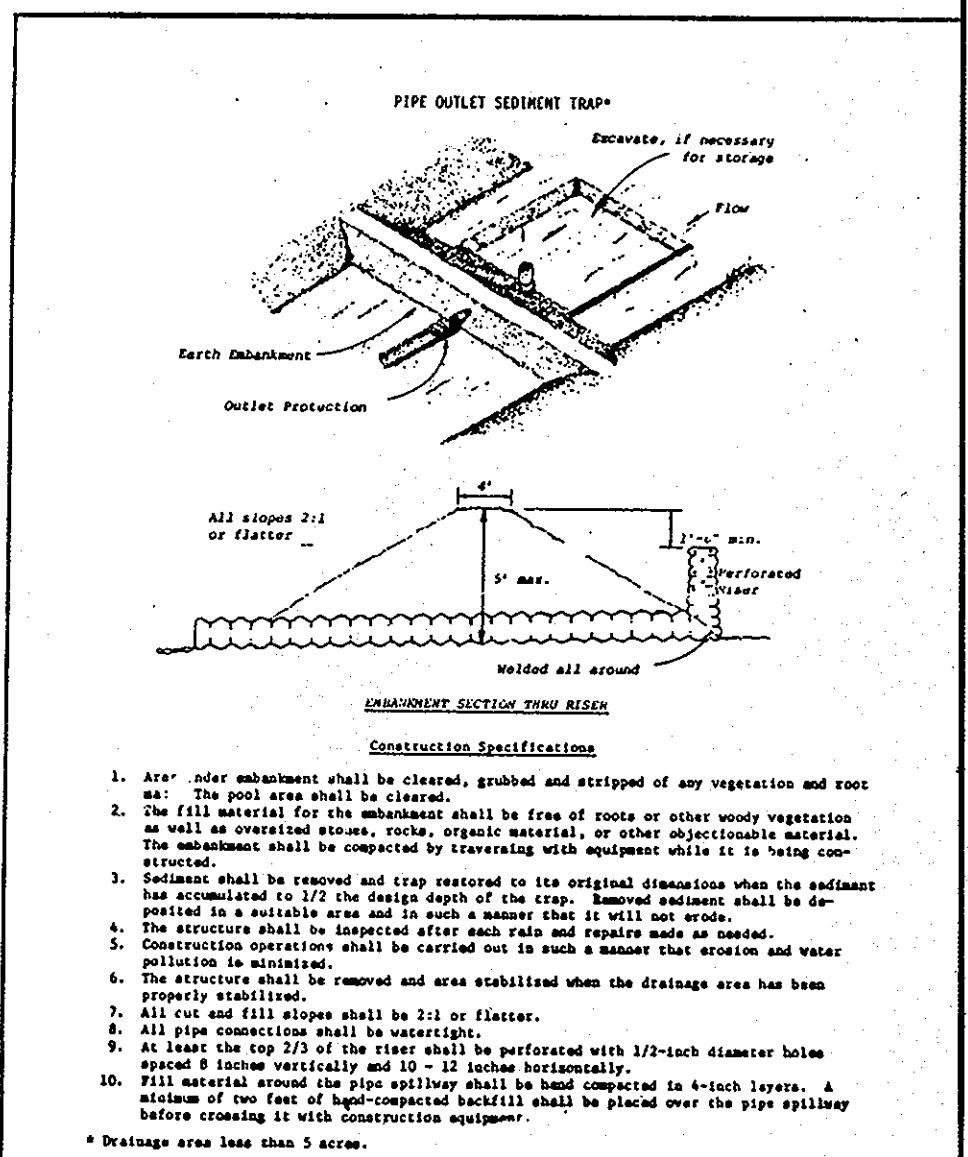 PIPE OUTLET SEDIMENT TRAP*
Excavate, if necessary
for storage
Flow
Earth Embankment
Outlet Protection
4'
All slopes 2:1
or flatter
min.
5' max.
Perforated
Riser
Welded all around
EMBANKMENT SECTION THRU RISER
Construction Specifications
1. embankment shall be cleared, grubbed and stripped of any vegetation and root
The pool area shall be cleared.
2. The fill material for the embankment shall be free of roots or other woody vegetation
as well as oversized stones, rocks, organic material, or other objectionable material.
The embankment shall be compacted by traversing with equipment while it is being con-
structed.
3. Sediment shall be removed and trap restored to its original dimensions when the sediment
has accumulated to 1/2 the design depth of the trap. Removed sediment shall be de-
posited in a suitable area and in such a manner that it will not erode.
4. The structure shall be inspected after each rain and repairs made as needed.
5. Construction operations shall be carried out in such a manner that erosion and water
pollution is minimized.
6. The structure shall be removed and area stabilized when the drainage area has been
properly stabilized.
7. All cut and fill slopes shall be 2:1 or flatter.
8. All pipe connections shall be watertight.
9. At least the top 2/3 of the riser shall be perforated with 1/2-inch diameter holes
spaced 8 inches vertically and 10 - 12 inches horizontally.
10. Fill material around the pipe spillway shall be hand compacted in 4-inch layers. A
minimum of two feet of hand-compacted backfill shall be placed over the pipe spillway
before crossing it with construction equipment.
* Drainage area less than 5 acres.